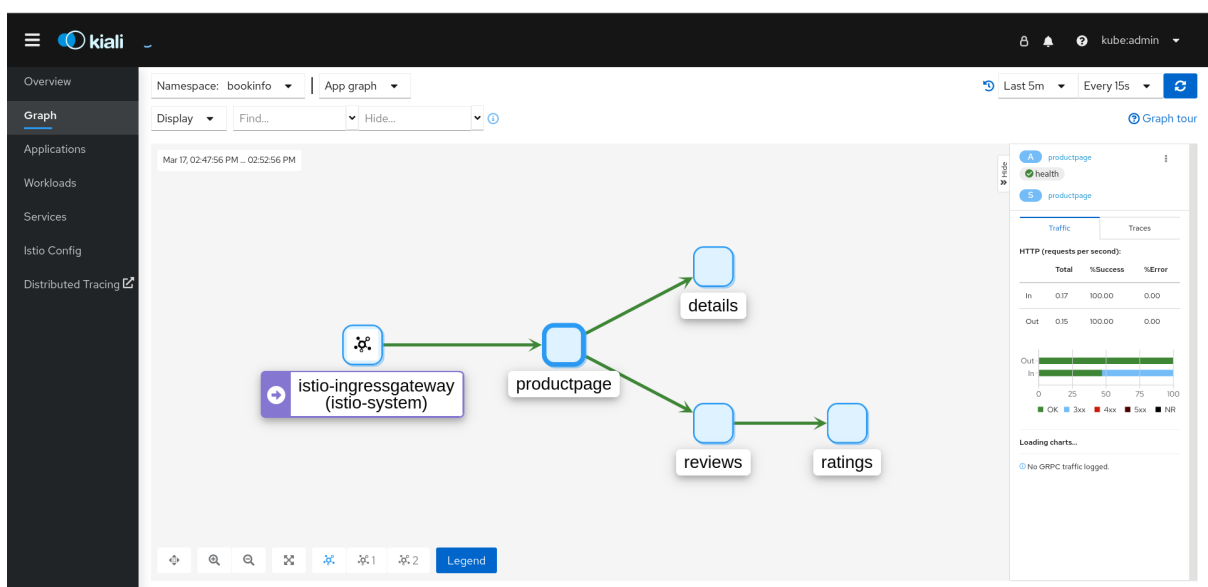 kiali
kube:admin
Overview
Graph
Applications
Workloads
Services
Istio Config
Distributed Tracing
Namespace: bookinfo
App graph
Last 5m
Every 15s
Display
Find...
Hide...
Graph tour
Mar 17, 02:47:56 PM ... 02:52:56 PM
Hide
details
istio-ingressgateway
(istio-system)
productpage
reviews
ratings
1
2
Legend
A productpage
health
S productpage
Traffic Traces
HTTP (requests per second):
Total %Success %Error
In 0.17 100.00 0.00
Out 0.15 100.00 0.00
Out
In
0 25 50 75 100
OK 3xx 4xx 5xx NR
Loading charts...
No GRPC traffic logged.